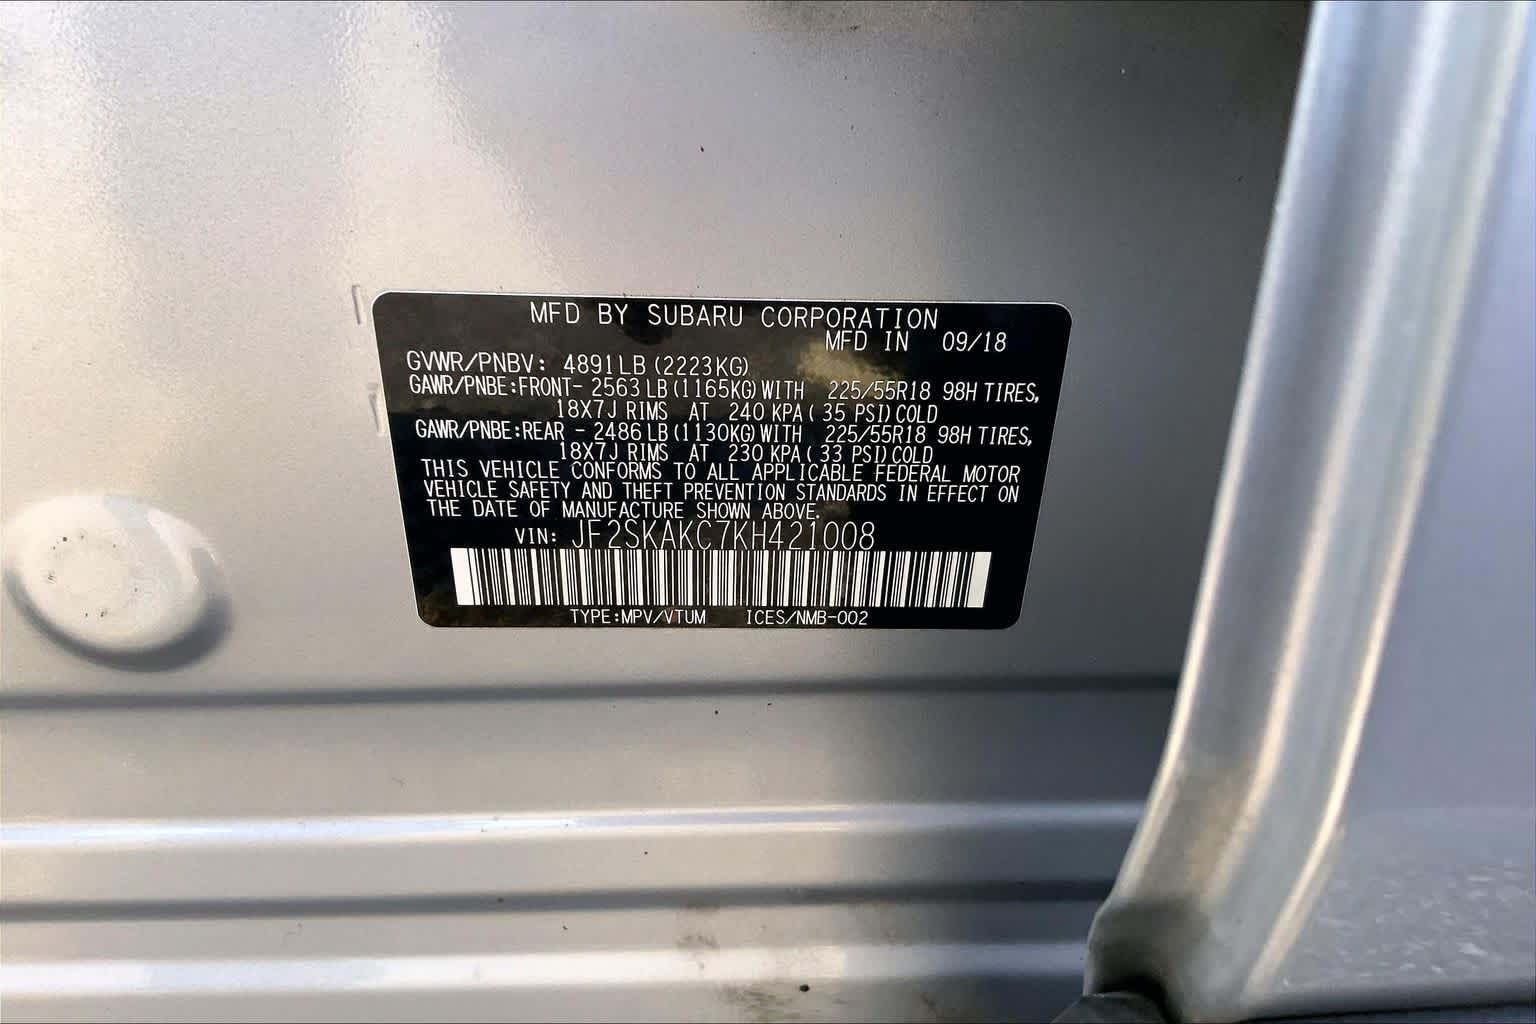 MFD BY SUBARU CORPORATION
MFD IN 09/18
GVWR/PNBV: 4891LB (2223KG)
GAWR/PNBE:FRONT- 2563 LB (1165KG) WITH 225/55R18 98H TIRES,
18X7J RIMS AT 240 KPA ( 35 PSI) COLD
GAWR/PNBE:REAR - 2486 LB (1130KG) WITH 225/55R18 98H TIRES,
18X7J RIMS AT 230 KPA ( 33 PSI) COLD
THIS VEHICLE CONFORMS TO ALL APPLICABLE FEDERAL MOTOR
VEHICLE SAFETY AND THEFT PREVENTION STANDARDS IN EFFECT ON
THE DATE OF MANUFACTURE SHOWN ABOVE.
VIN: JF2SKAKC7KH421008
TYPE:MPV/VTUM ICES/NMB-002